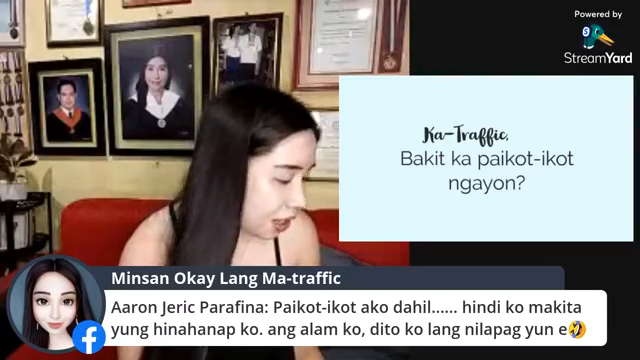 Powered by
StreamYard
Ka-Traffic,
Bakit ka paikot-ikot
ngayon?
Minsan Okay Lang Ma-traffic
Aaron Jeric Parafina: Paikot-ikot ako dahil...... hindi ko makita
yung hinahanap ko. ang alam ko, dito ko lang nilapag yun e🤣